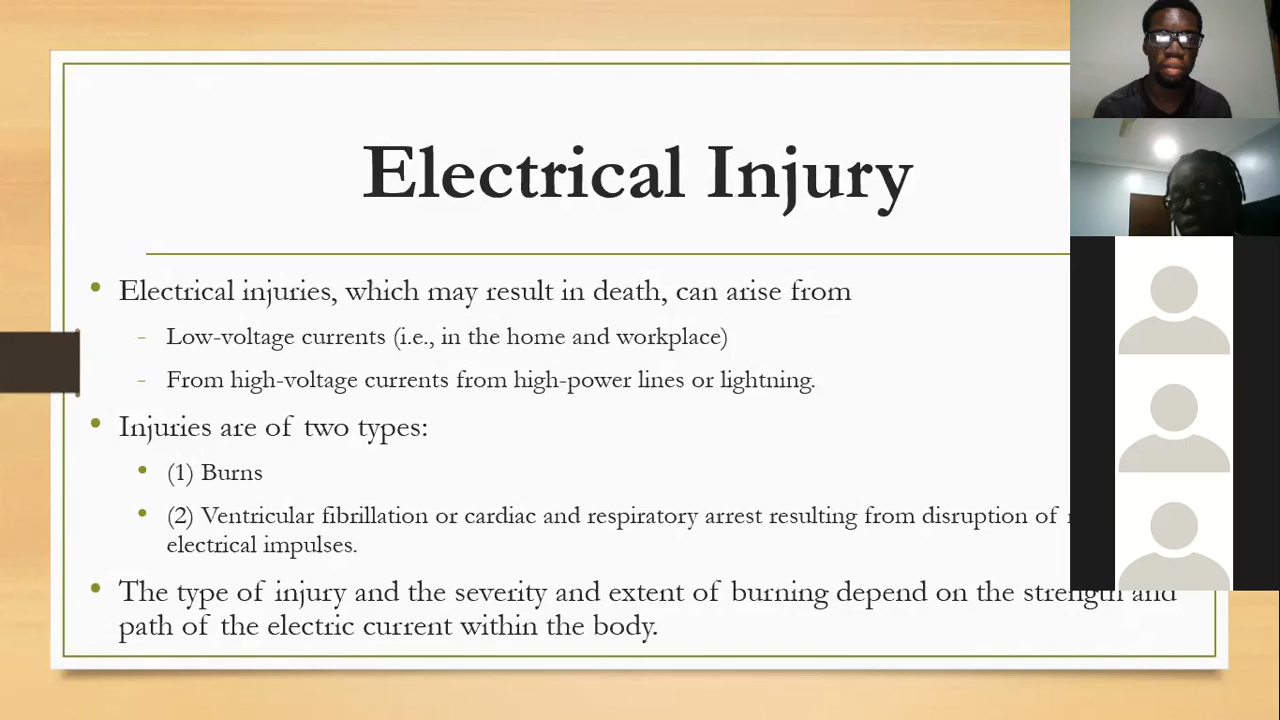 Electrical Injury
• Electrical injuries, which may result in death, can arise from
- Low-voltage currents (i.e., in the home and workplace)
- From high-voltage currents from high-power lines or lightning.
• Injuries are of two types:
• (1) Burns
• (2) Ventricular fibrillation or cardiac and respiratory arrest resulting from disruption of
electrical impulses.
• The type of injury and the severity and extent of burning depend on the strength and
path of the electric current within the body.